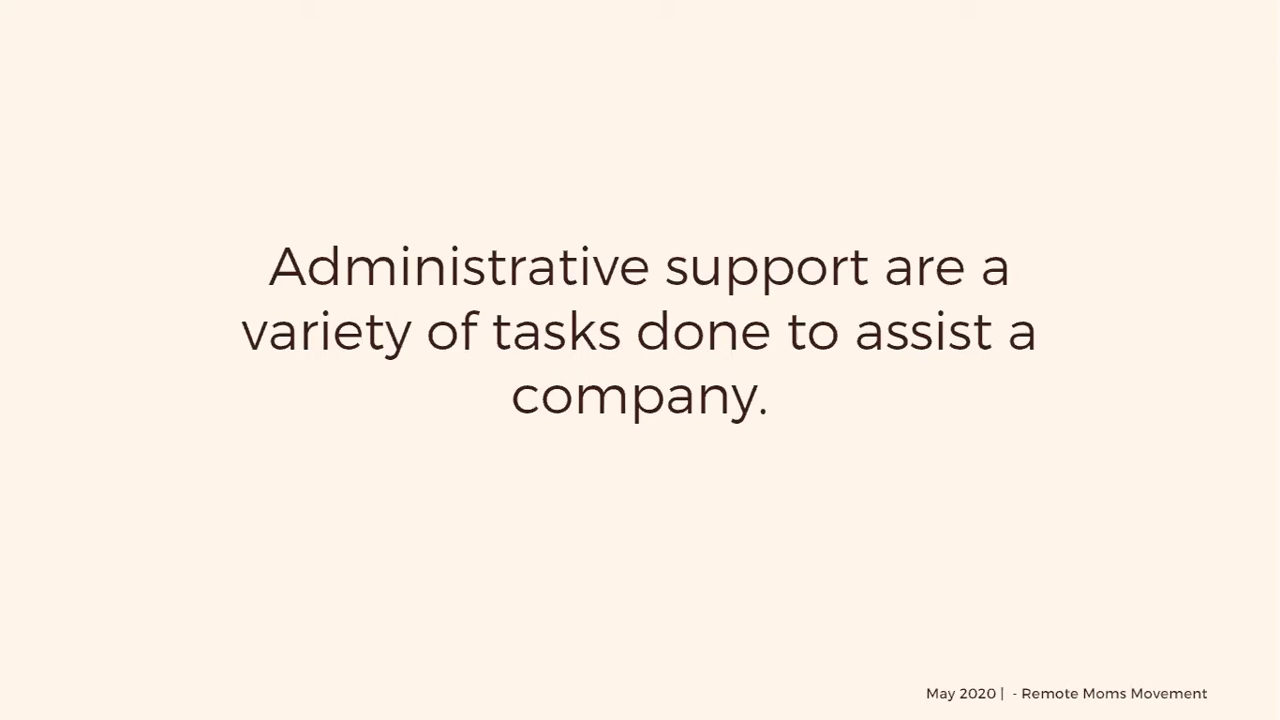 Administrative support are a
variety of tasks done to assist a
company.
May 2020 | - Remote Moms Movement